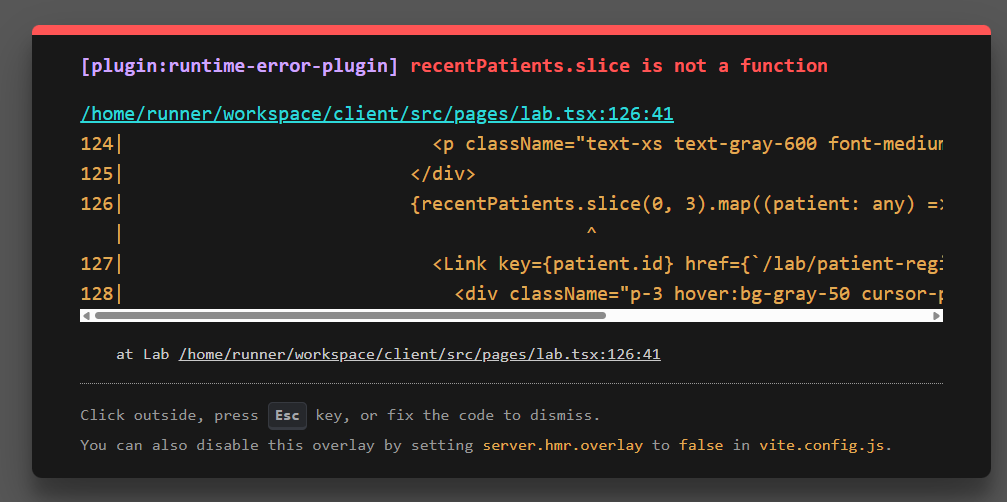 [plugin:runtime-error-plugin] recentPatients.slice is not a function
/home/runner/workspace/client/src/pages/lab.tsx:126:41
124|                            <p className="text-xs text-gray-600 font-medium
125|                          </div>
126|                          {recentPatients.slice(0, 3).map((patient: any) =>
   |                                         ^
127|                            <Link key={patient.id} href={`/lab/patient-regi
128|                              <div className="p-3 hover:bg-gray-50 cursor-p
at Lab /home/runner/workspace/client/src/pages/lab.tsx:126:41
Click outside, press Esc key, or fix the code to dismiss.
You can also disable this overlay by setting server.hmr.overlay to false in vite.config.js.